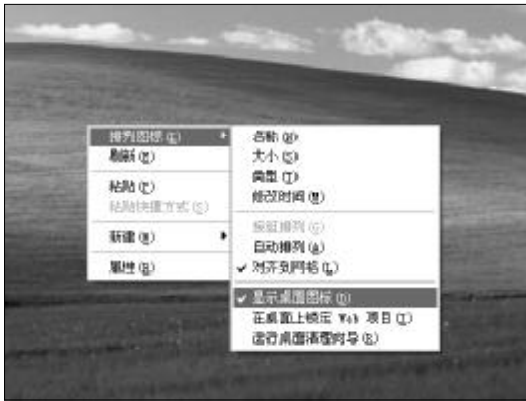 排列图标(I)
刷新(E)
粘贴(P)
粘贴快捷方式(S)
新建(W)
属性(R)
名称(N)
大小(S)
类型(T)
修改时间(M)
按组排列(G)
自动排列(A)
对齐到网格(L)
显示桌面图标(D)
在桌面上锁定 Web 项目(T)
运行桌面清理向导(R)